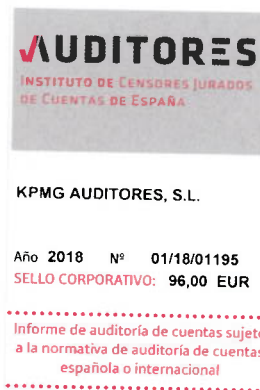 AUDITORES
INSTITUTO DE CENSORES JURADOS
DE CUENTAS DE ESPAÑA
KPMG AUDITORES, S.L.
Año 2018 Nº 01/18/01195
SELLO CORPORATIVO: 96,00 EUR
Informe de auditoría de cuentas sujeto
a la normativa de auditoría de cuentas
española o internacional